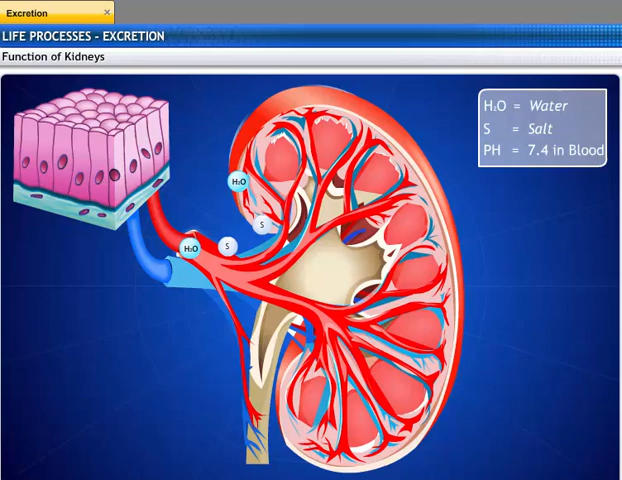 Excretion
LIFE PROCESSES - EXCRETION
Function of Kidneys
H₂O = Water
S = Salt
PH = 7.4 in Blood
H₂O
S
H₂O
S